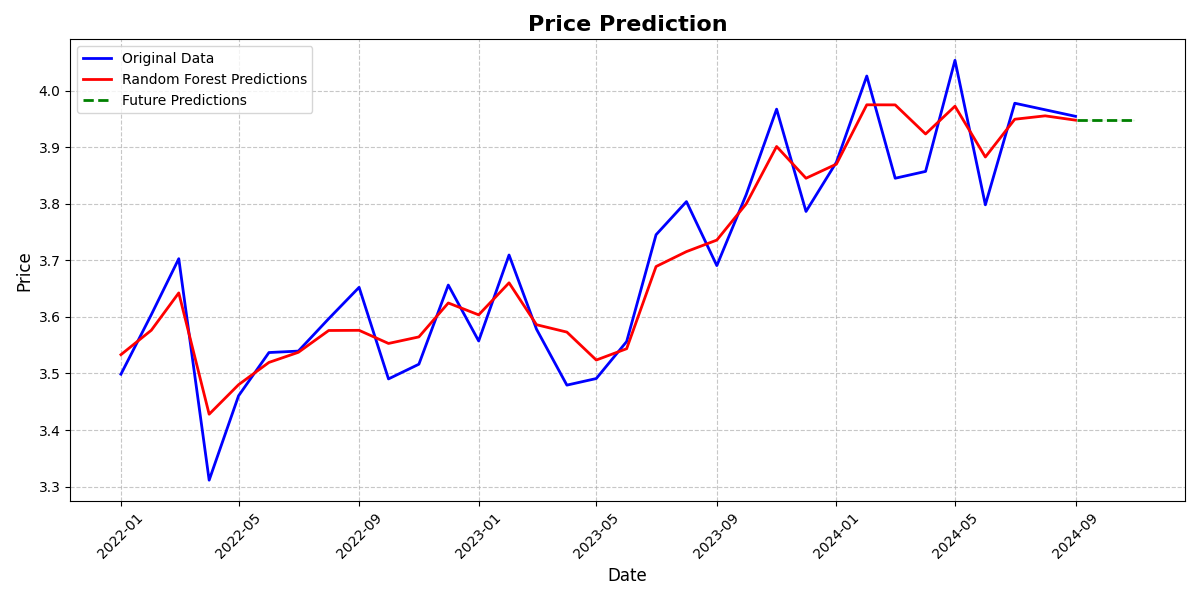 Price Prediction
Original Data
Random Forest Predictions
Future Predictions
4.0
3.9
3.8
3.7
3.6
3.5
3.4
3.3
Price
2022-01
2022-05
2022-09
2023-01
2023-05
2023-09
2024-01
2024-05
2024-09
Date